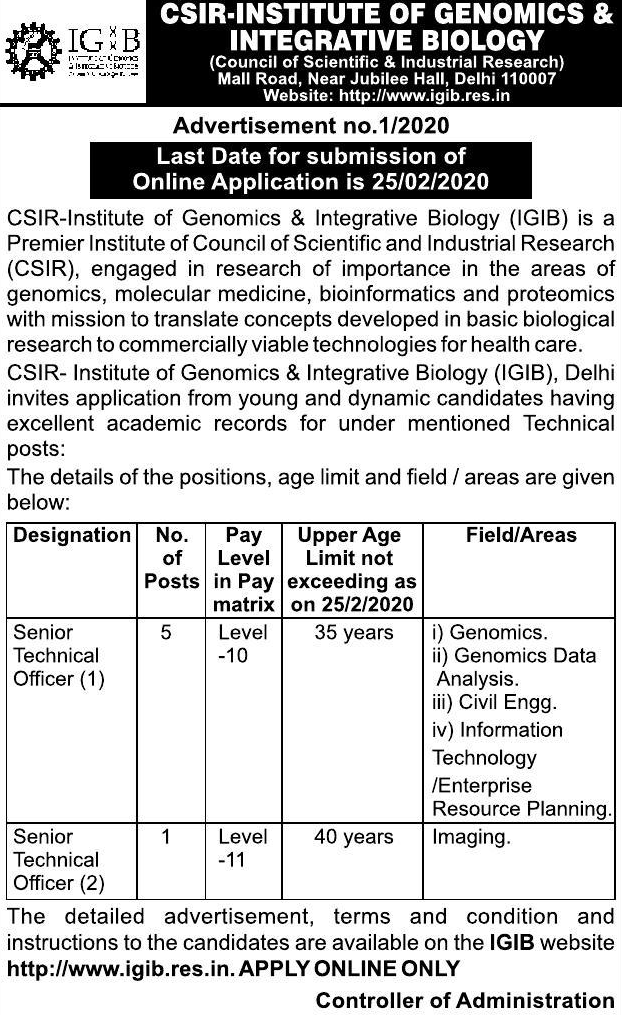 IGIB
INSTITUTE OF GENOMICS
& INTEGRATIVE BIOLOGY
CSIR-INSTITUTE OF GENOMICS &
INTEGRATIVE BIOLOGY
(Council of Scientific & Industrial Research)
Mall Road, Near Jubilee Hall, Delhi 110007
Website: http://www.igib.res.in
Advertisement no.1/2020
Last Date for submission of
Online Application is 25/02/2020
CSIR-Institute of Genomics & Integrative Biology (IGIB) is a
Premier Institute of Council of Scientific and Industrial Research
(CSIR), engaged in research of importance in the areas of
genomics, molecular medicine, bioinformatics and proteomics
with mission to translate concepts developed in basic biological
research to commercially viable technologies for health care.
CSIR- Institute of Genomics & Integrative Biology (IGIB), Delhi
invites application from young and dynamic candidates having
excellent academic records for under mentioned Technical
posts:
The details of the positions, age limit and field / areas are given
below:
Designation
No.
of
Posts
Pay
Level
in Pay
matrix
Upper Age
Limit not
exceeding as
on 25/2/2020
Field/Areas
Senior
Technical
Officer (1)
5
Level
-10
35 years
i) Genomics.
ii) Genomics Data
Analysis.
iii) Civil Engg.
iv) Information
Technology
/Enterprise
Resource Planning.
Senior
Technical
Officer (2)
1
Level
-11
40 years
Imaging.
The detailed advertisement, terms and condition and
instructions to the candidates are available on the IGIB website
http://www.igib.res.in. APPLY ONLINE ONLY
Controller of Administration